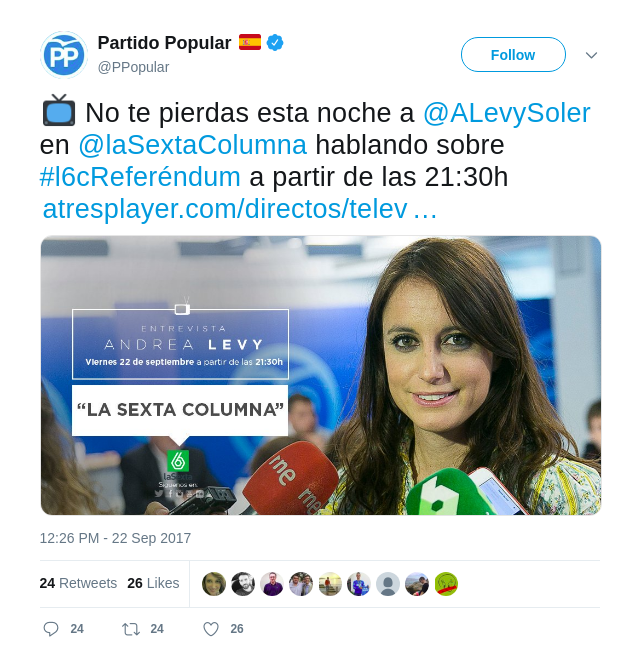 Partido Popular
@PPopular
Follow
No te pierdas esta noche a @ALevySoler
en @laSextaColumna hablando sobre
#l6cReferéndum a partir de las 21:30h
atresplayer.com/directos/telev…
ENTREVISTA
ANDREA LEVY
Viernes 22 de septiembre a partir de las 21:30h
“LA SEXTA COLUMNA”
laSexta
Síguenos en:
rne
rne
12:26 PM - 22 Sep 2017
24 Retweets 26 Likes
24 24 26